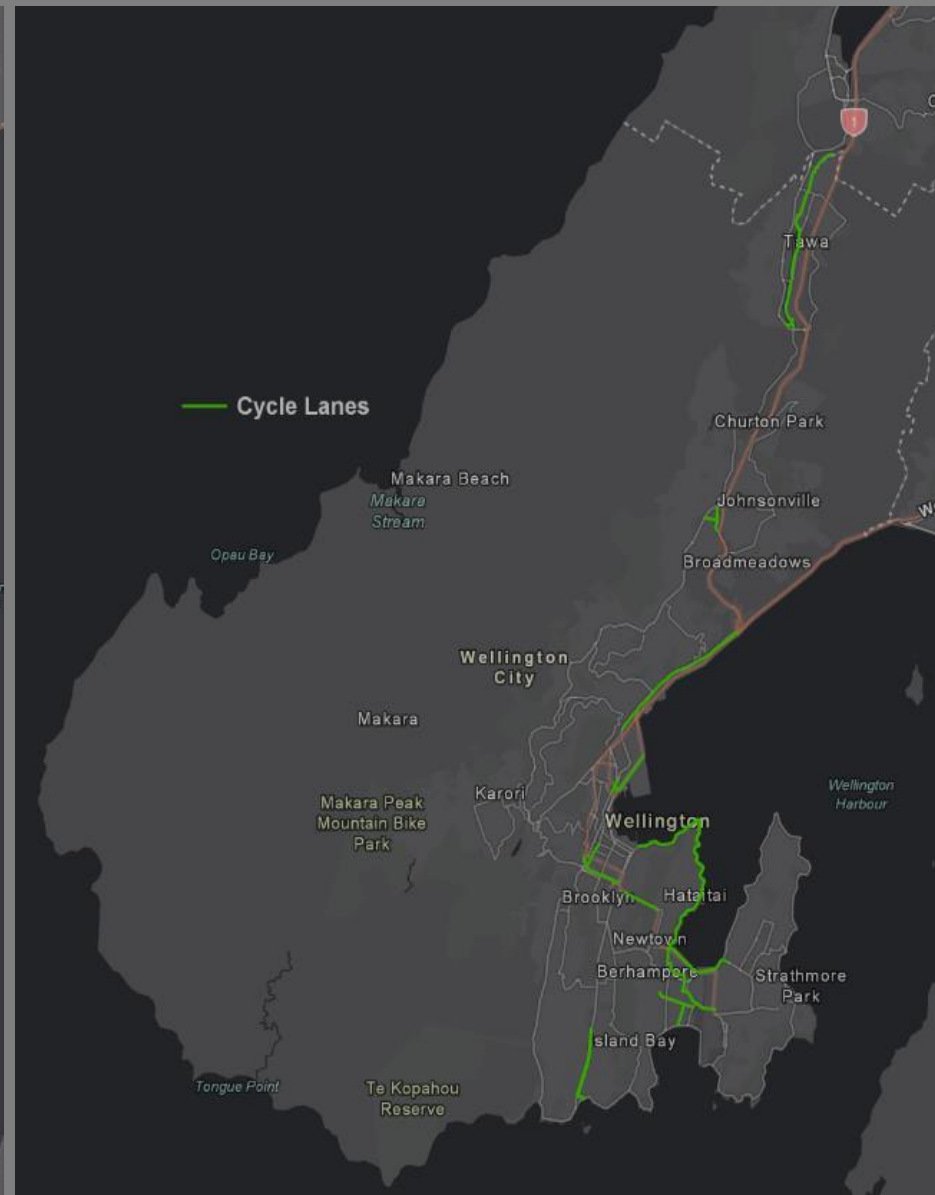 1
Tawa
Cycle Lanes
Churton Park
Makara Beach
Makara
Stream
Johnsonville
Opau Bay
Broadmeadows
Wellington
City
Makara
Karori
Wellington
Harbour
Makara Peak
Mountain Bike
Park
Wellington
Brooklyn
Hataitai
Newtown
Berhampore
Strathmore
Park
sland Bay
Tongue Point
Te Kopahou
Reserve